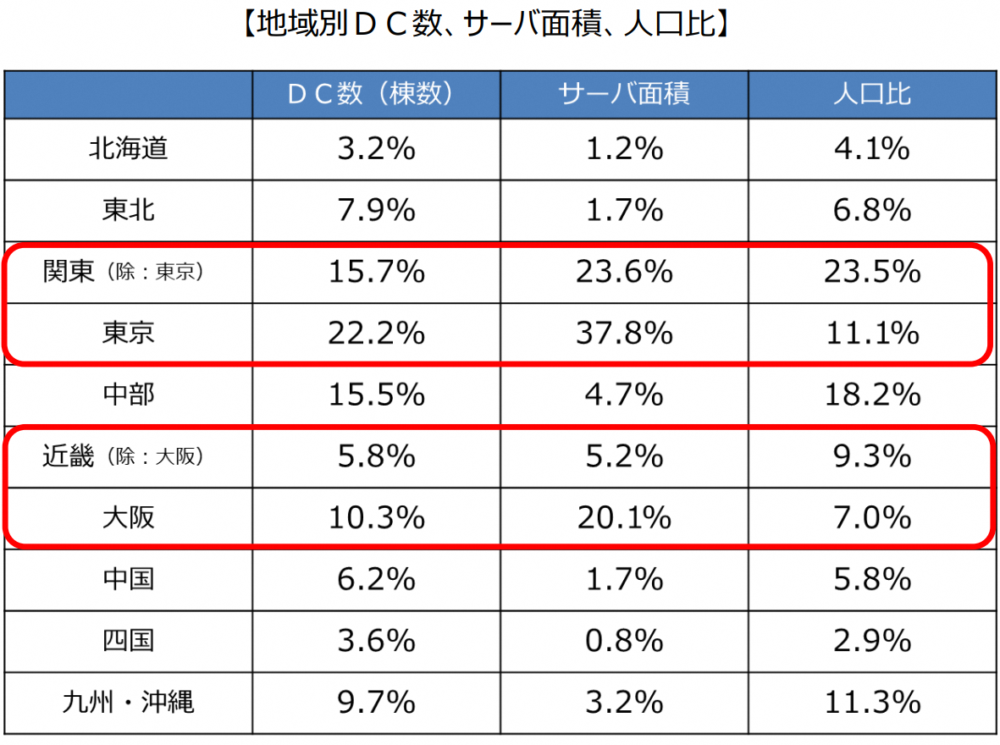 【地域別ＤＣ数、サーバ面積、人口比】
ＤＣ数（棟数） サーバ面積 人口比
北海道 3.2% 1.2% 4.1%
東北 7.9% 1.7% 6.8%
関東（除：東京） 15.7% 23.6% 23.5%
東京 22.2% 37.8% 11.1%
中部 15.5% 4.7% 18.2%
近畿（除：大阪） 5.8% 5.2% 9.3%
大阪 10.3% 20.1% 7.0%
中国 6.2% 1.7% 5.8%
四国 3.6% 0.8% 2.9%
九州・沖縄 9.7% 3.2% 11.3%